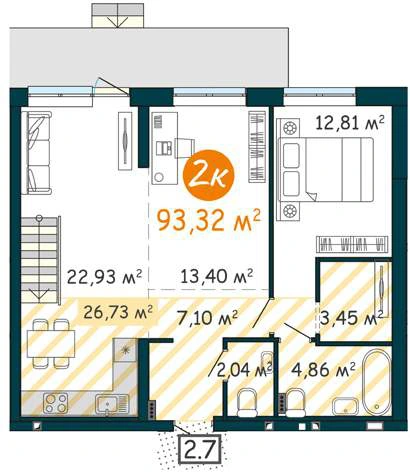 12,81 м²
2к
93,32 м²
22,93 м²
13,40 м²
26,73 м²
7,10 м²
3,45 м²
2,04 м²
4,86 м²
2.7